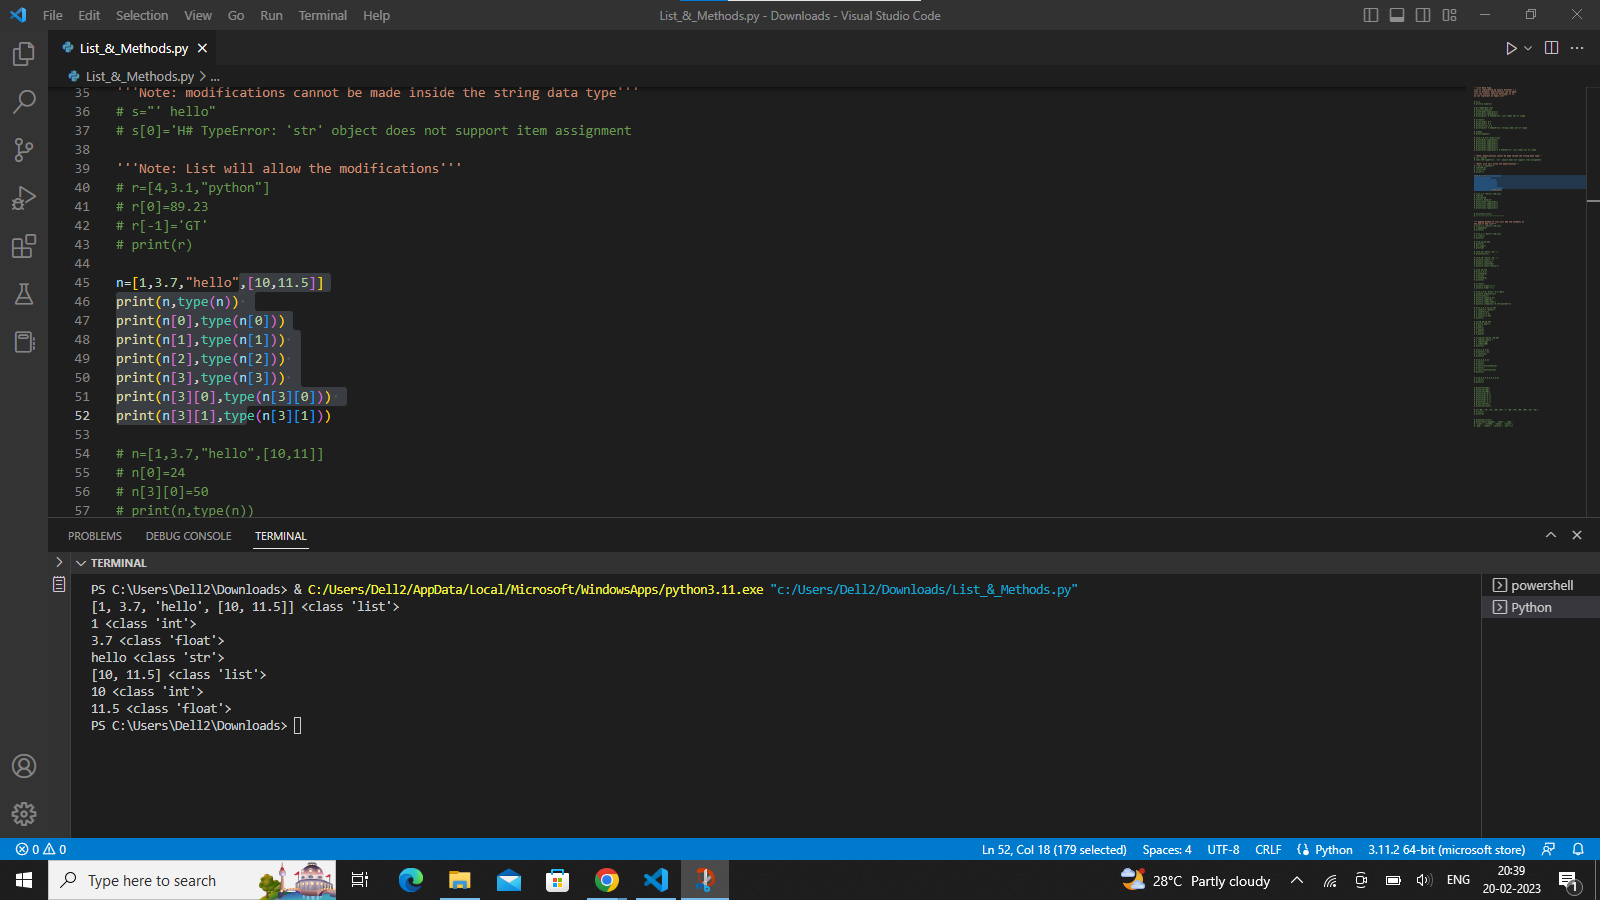 File Edit Selection View Go Run Terminal Help
List_&_Methods.py - Downloads - Visual Studio Code
List_&_Methods.py
List_&_Methods.py > ...
35 '''Note: modifications cannot be made inside the string data type'''
36 # s="' hello"
37 # s[0]='H# TypeError: 'str' object does not support item assignment
38
39 '''Note: List will allow the modifications'''
40 # r=[4,3.1,"python"]
41 # r[0]=89.23
42 # r[-1]='GT'
43 # print(r)
44
45 n=[1,3.7,"hello",[10,11.5]]
46 print(n,type(n))
47 print(n[0],type(n[0]))
48 print(n[1],type(n[1]))
49 print(n[2],type(n[2]))
50 print(n[3],type(n[3]))
51 print(n[3][0],type(n[3][0]))
52 print(n[3][1],type(n[3][1]))
53
54 # n=[1,3.7,"hello",[10,11]]
55 # n[0]=24
56 # n[3][0]=50
57 # print(n,type(n))
PROBLEMS DEBUG CONSOLE TERMINAL
TERMINAL
PS C:\Users\Dell2\Downloads> & C:/Users/Dell2/AppData/Local/Microsoft/WindowsApps/python3.11.exe "c:/Users/Dell2/Downloads/List_&_Methods.py"
[1, 3.7, 'hello', [10, 11.5]] <class 'list'>
1 <class 'int'>
3.7 <class 'float'>
hello <class 'str'>
[10, 11.5] <class 'list'>
10 <class 'int'>
11.5 <class 'float'>
PS C:\Users\Dell2\Downloads>
powershell
Python
0 0
Ln 52, Col 18 (179 selected) Spaces: 4 UTF-8 CRLF Python 3.11.2 64-bit (microsoft store)
Type here to search
28°C Partly cloudy
ENG
20:39
20-02-2023
1